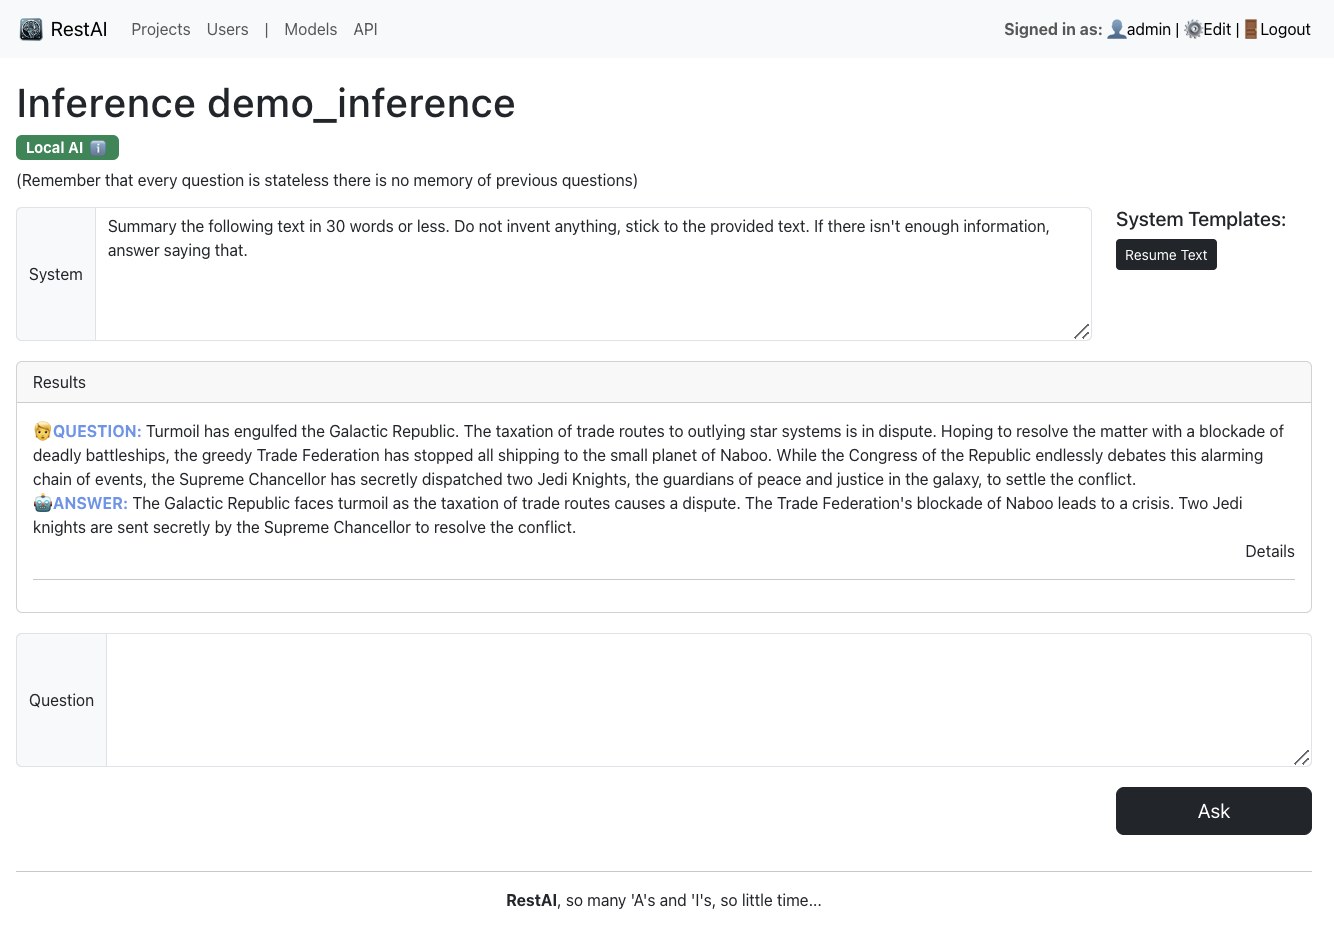 RestAI Projects Users | Models API Signed in as: 👤admin | ⚙️Edit | 🚪Logout
Inference demo_inference
Local AI ℹ️
(Remember that every question is stateless there is no memory of previous questions)
System
Summary the following text in 30 words or less. Do not invent anything, stick to the provided text. If there isn't enough information,
answer saying that.
System Templates:
Resume Text
Results
🧑QUESTION: Turmoil has engulfed the Galactic Republic. The taxation of trade routes to outlying star systems is in dispute. Hoping to resolve the matter with a blockade of
deadly battleships, the greedy Trade Federation has stopped all shipping to the small planet of Naboo. While the Congress of the Republic endlessly debates this alarming
chain of events, the Supreme Chancellor has secretly dispatched two Jedi Knights, the guardians of peace and justice in the galaxy, to settle the conflict.
🤖ANSWER: The Galactic Republic faces turmoil as the taxation of trade routes causes a dispute. The Trade Federation's blockade of Naboo leads to a crisis. Two Jedi
knights are sent secretly by the Supreme Chancellor to resolve the conflict.
Details
Question
Ask
RestAI, so many 'A's and 'I's, so little time...